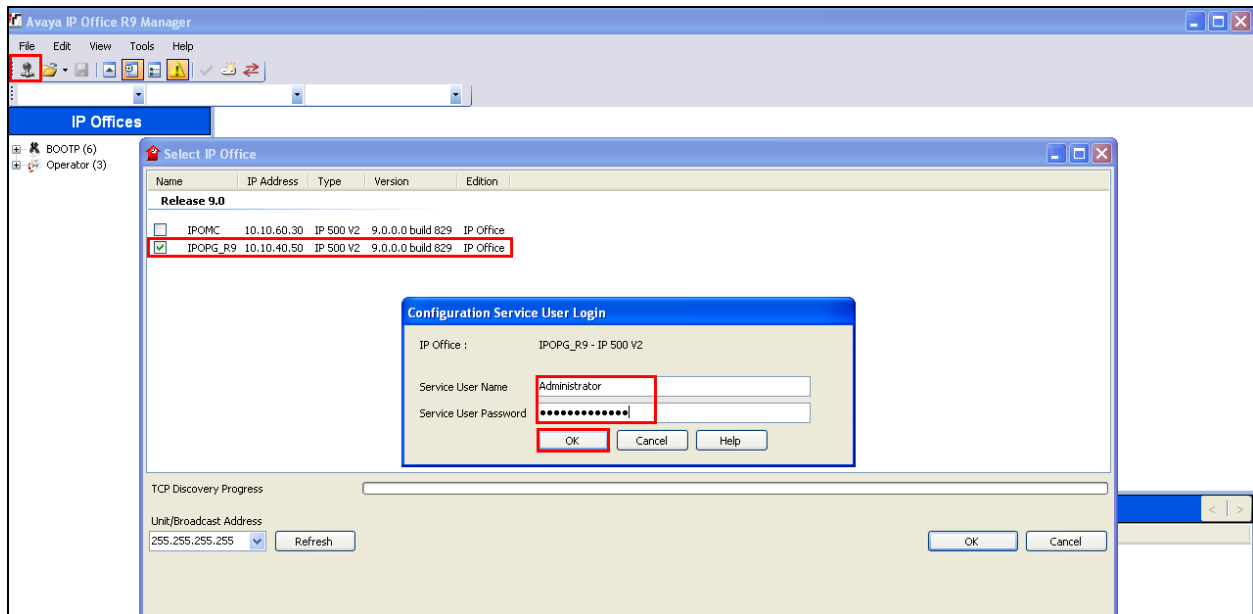 Avaya IP Office R9 Manager
File Edit View Tools Help
IP Offices
BOOTP (6)
Operator (3)
Select IP Office
Name IP Address Type Version Edition
Release 9.0
IPOMC 10.10.60.30 IP 500 V2 9.0.0.0 build 829 IP Office
IPOPG_R9 10.10.40.50 IP 500 V2 9.0.0.0 build 829 IP Office
Configuration Service User Login
IP Office : IPOPG_R9 - IP 500 V2
Service User Name Administrator
Service User Password ●●●●●●●●●●●●●
OK Cancel Help
TCP Discovery Progress
Unit/Broadcast Address
255.255.255.255 Refresh OK Cancel